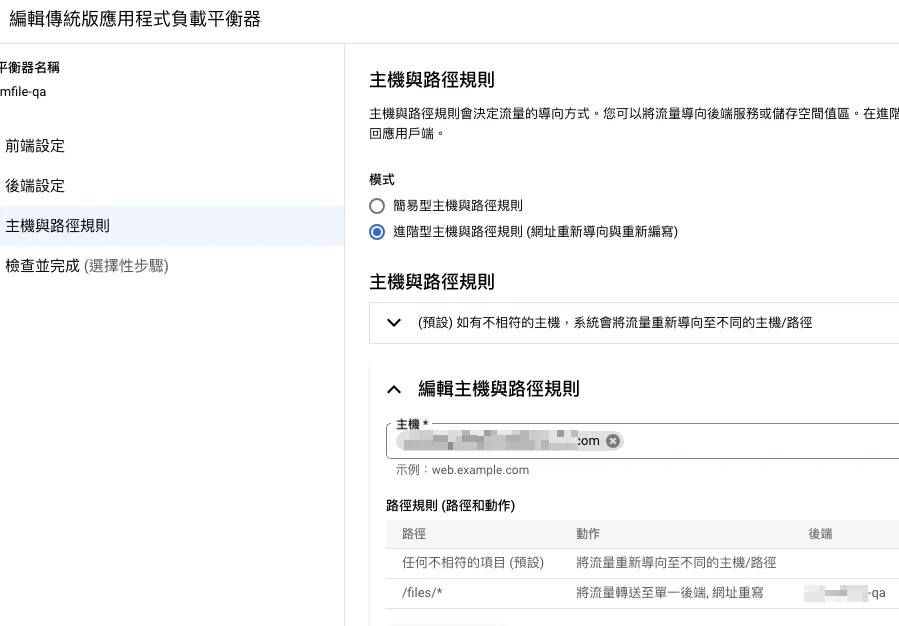 編輯傳統版應用程式負載平衡器
平衡器名稱
mfile-qa
前端設定
後端設定
主機與路徑規則
檢查並完成 (選擇性步驟)
主機與路徑規則
主機與路徑規則會決定流量的導向方式。您可以將流量導向後端服務或儲存空間值區。在進階
回應用戶端。
模式
簡易型主機與路徑規則
進階型主機與路徑規則 (網址重新導向與重新編寫)
主機與路徑規則
(預設) 如有不相符的主機,系統會將流量重新導向至不同的主機/路徑
編輯主機與路徑規則
主機 *
com
示例:web.example.com
路徑規則 (路徑和動作)
路徑 動作 後端
任何不相符的項目 (預設) 將流量重新導向至不同的主機/路徑
/files/* 將流量轉送至單一後端, 網址重寫 -qa